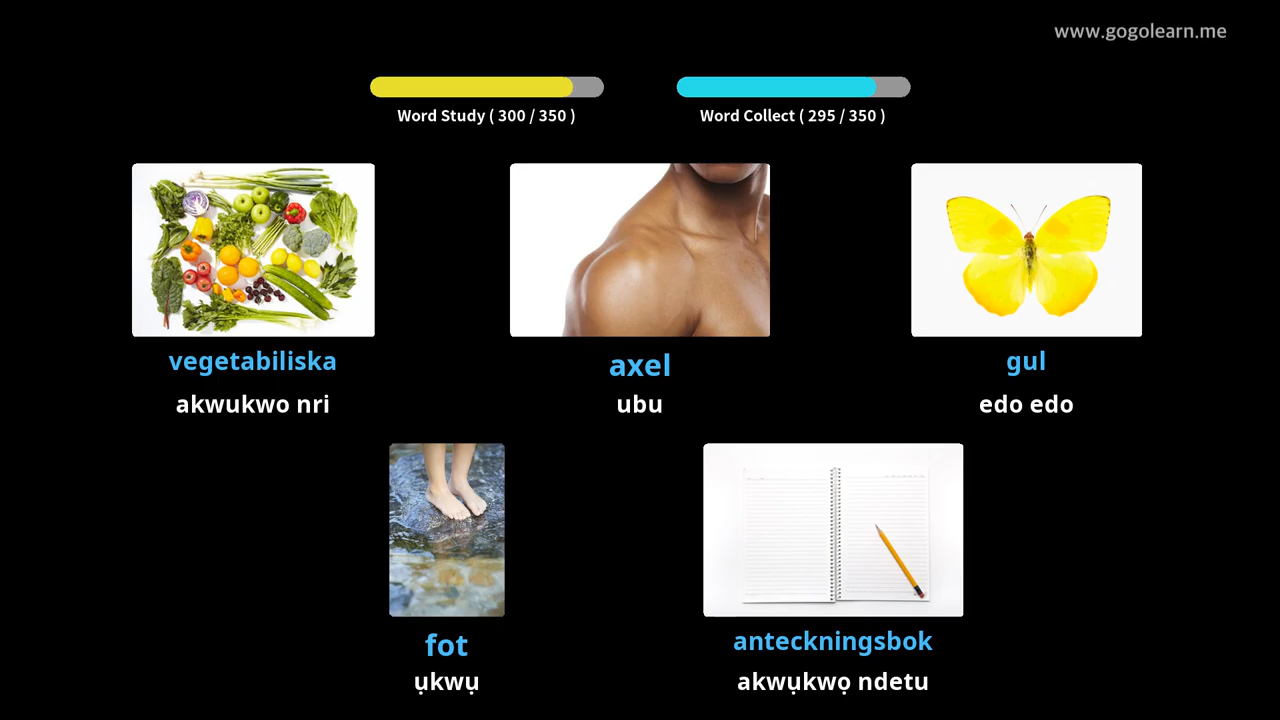 www.gogolearn.me
Word Study ( 300 / 350 )
Word Collect ( 295 / 350 )
vegetabiliska
akwukwo nri
axel
ubu
gul
edo edo
fot
ụkwụ
anteckningsbok
akwụkwọ ndetu